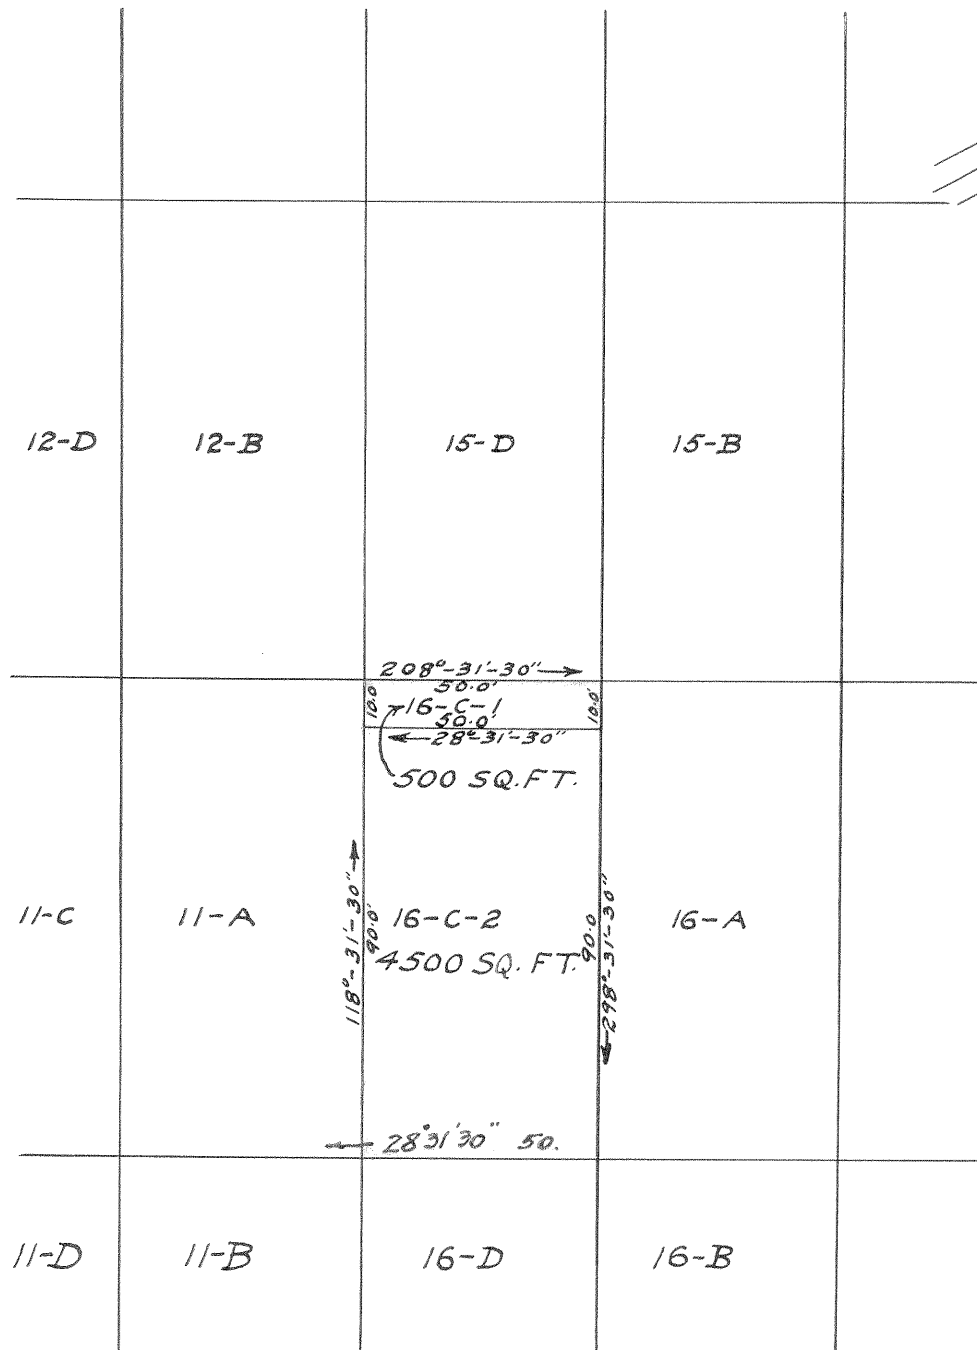 12-D 12-B 15-D 15-B
208°-31'-30"
50.0'
10.0 16-C-1 10.0'
50.0'
28°-31'-30"
500 SQ.FT.
118°-31'-30"
90.0'
11-C 11-A 16-C-2 16-A
4500 SQ. FT.
90.0
298°-31'-30"
28°31'30" 50.
11-D 11-B 16-D 16-B